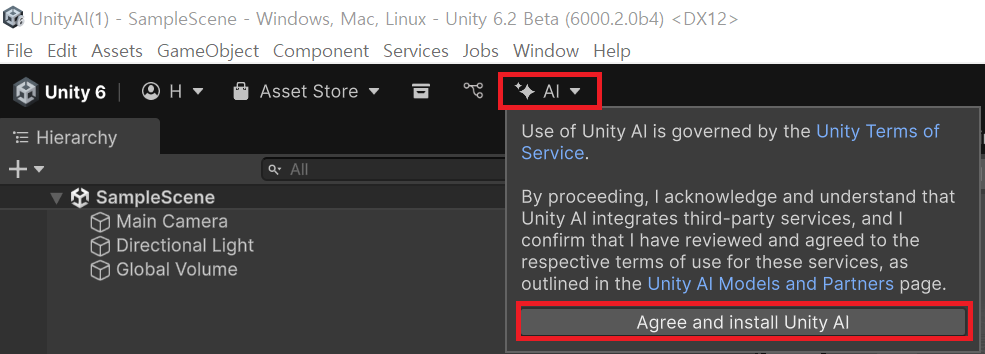 UnityAI(1) - SampleScene - Windows, Mac, Linux - Unity 6.2 Beta (6000.2.0b4) <DX12>
File Edit Assets GameObject Component Services Jobs Window Help
Unity 6 H Asset Store AI
Hierarchy
All
SampleScene
Main Camera
Directional Light
Global Volume
Use of Unity AI is governed by the Unity Terms of
Service.
By proceeding, I acknowledge and understand that
Unity AI integrates third-party services, and I
confirm that I have reviewed and agreed to the
respective terms of use for these services, as
outlined in the Unity AI Models and Partners page.
Agree and install Unity AI